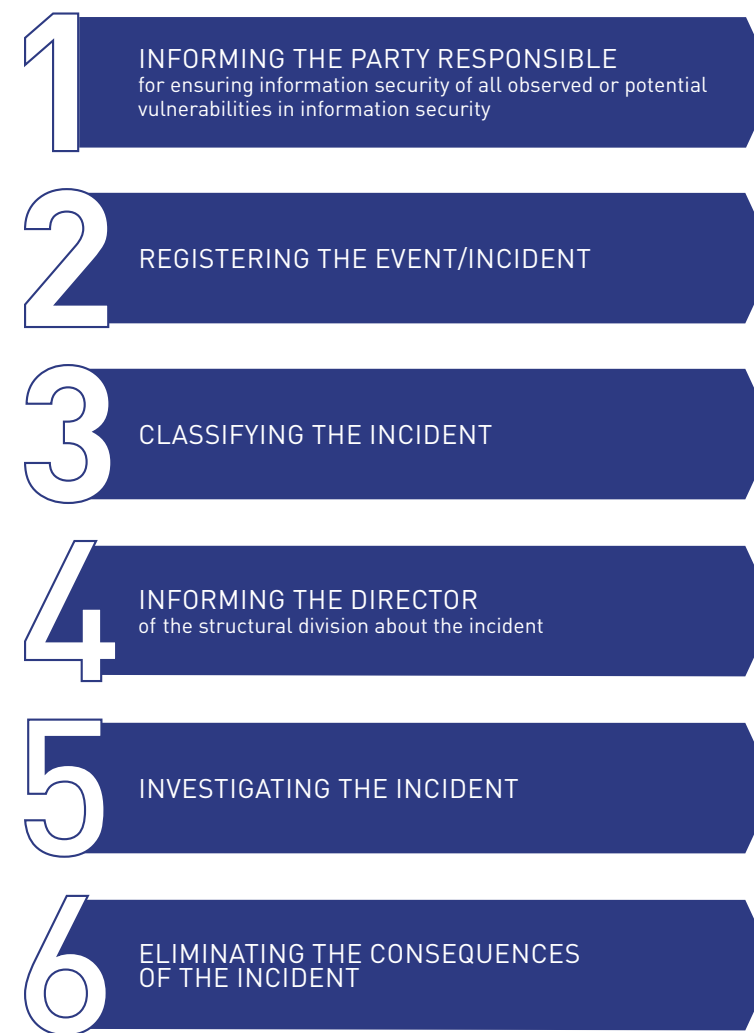 1
INFORMING THE PARTY RESPONSIBLE
for ensuring information security of all observed or potential
vulnerabilities in information security
2
REGISTERING THE EVENT/INCIDENT
3
CLASSIFYING THE INCIDENT
4
INFORMING THE DIRECTOR
of the structural division about the incident
5
INVESTIGATING THE INCIDENT
6
ELIMINATING THE CONSEQUENCES
OF THE INCIDENT